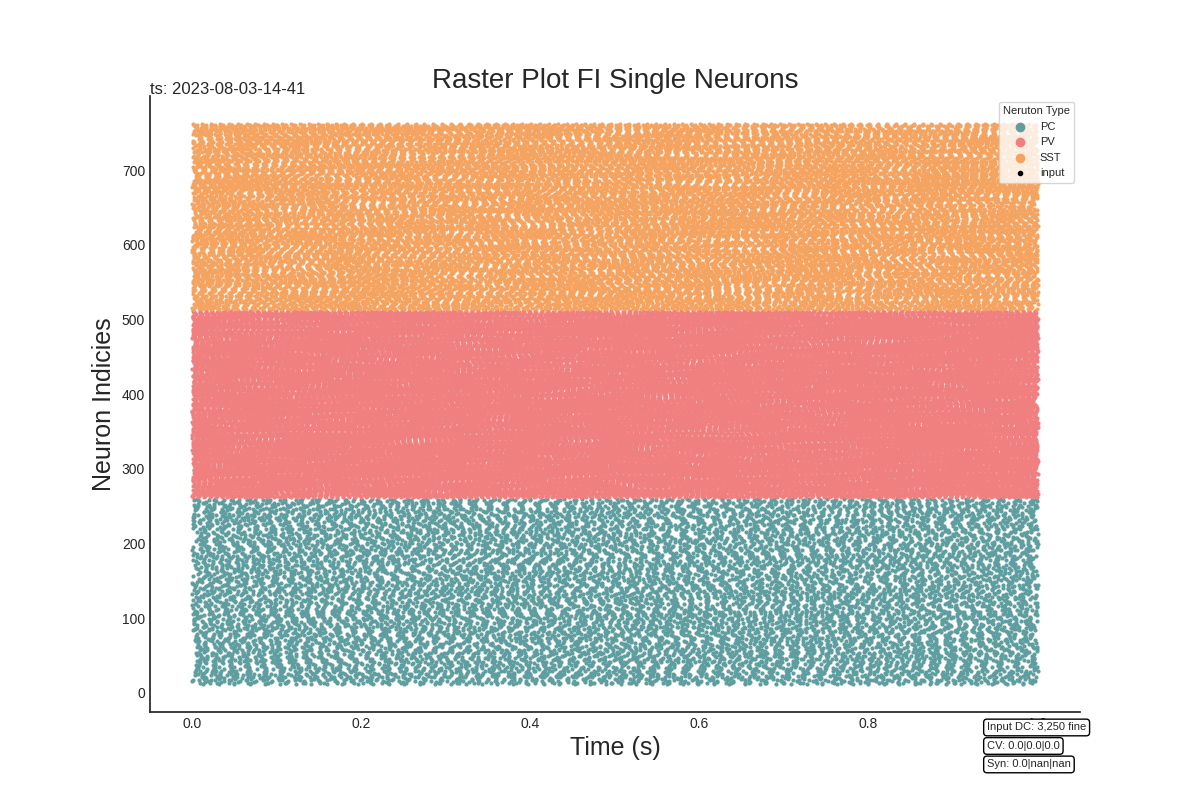 Raster Plot FI Single Neurons
ts: 2023-08-03-14-41
Neruton Type
PC
PV
SST
input
Neuron Indicies
700
600
500
400
300
200
100
0
0.0 0.2 0.4 0.6 0.8
Time (s)
Input DC: 3,250 fine
CV: 0.0|0.0|0.0
Syn: 0.0|nan|nan